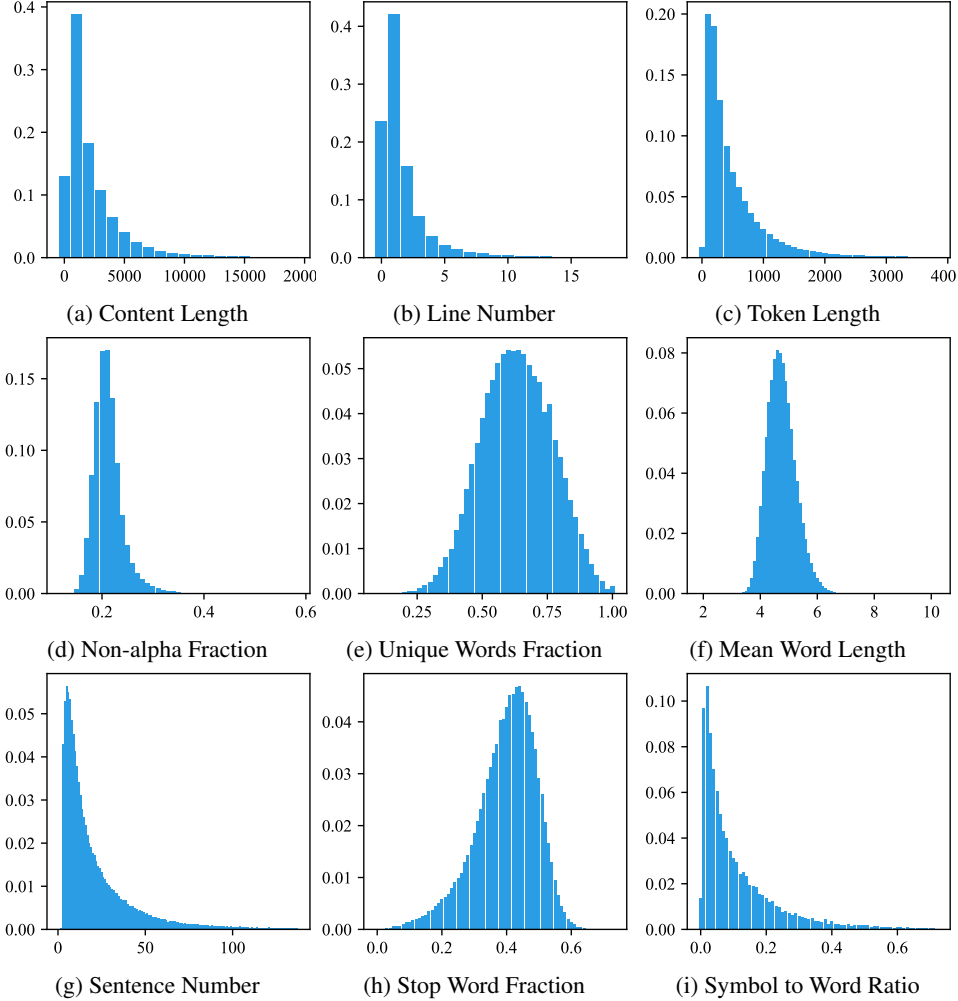 0.4
0.3
0.2
0.1
0.0
0 5000 10000 15000 2000
(a) Content Length
0.4
0.3
0.2
0.1
0.0
0 5 10 15
(b) Line Number
0.20
0.15
0.10
0.05
0.00
0 1000 2000 3000 400
(c) Token Length
0.15
0.10
0.05
0.00
0.2 0.4 0.6
(d) Non-alpha Fraction
0.05
0.04
0.03
0.02
0.01
0.00
0.25 0.50 0.75 1.00
(e) Unique Words Fraction
0.08
0.06
0.04
0.02
0.00
2 4 6 8 10
(f) Mean Word Length
0.05
0.04
0.03
0.02
0.01
0.00
0 50 100
(g) Sentence Number
0.04
0.03
0.02
0.01
0.00
0.0 0.2 0.4 0.6
(h) Stop Word Fraction
0.10
0.08
0.06
0.04
0.02
0.00
0.0 0.2 0.4 0.6
(i) Symbol to Word Ratio